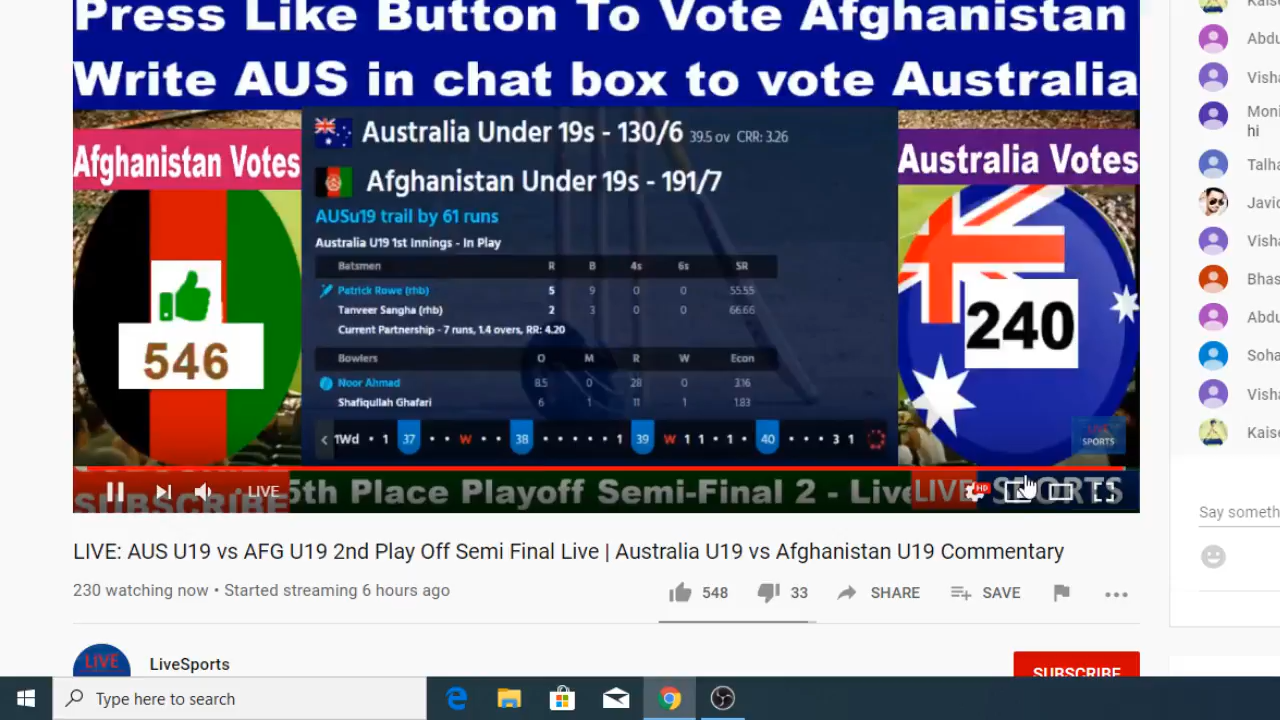 Press Like Button To Vote Afghanistan
Write AUS in chat box to vote Australia
Afghanistan Votes
546
Australia Under 19s - 130/6 39.5 ov CRR: 3.26
Afghanistan Under 19s - 191/7
AUSu19 trail by 61 runs
Australia U19 1st Innings - In Play
Batsmen R B 4s 6s SR
Patrick Rowe (rhb) 5 9 0 0 55.55
Tanveer Sangha (rhb) 2 3 0 0 66.66
Current Partnership - 7 runs, 1.4 overs, RR: 4.20
Bowlers O M R W Econ
Noor Ahmad 8.5 0 28 0 3.16
Shafiqullah Ghafari 6 1 11 1 1.83
1Wd • 1 37 • • W • • 38 • • • • • 1 39 W 1 1 • 1 • 40 • • • 3 1
Australia Votes
240
LIVE SPORTS
SUBSCRIBE
LIVE
5th Place Playoff Semi-Final 2 - Live
LIVE SPORTS
HD
LIVE: AUS U19 vs AFG U19 2nd Play Off Semi Final Live | Australia U19 vs Afghanistan U19 Commentary
230 watching now • Started streaming 6 hours ago
548
33
SHARE
SAVE
LIVE
LiveSports
SUBSCRIBE
Abdu
Visha
Moni
hi
Talha
Javid
Visha
Bhas
Abdu
Soha
Visha
Kaise
Say someth
Type here to search